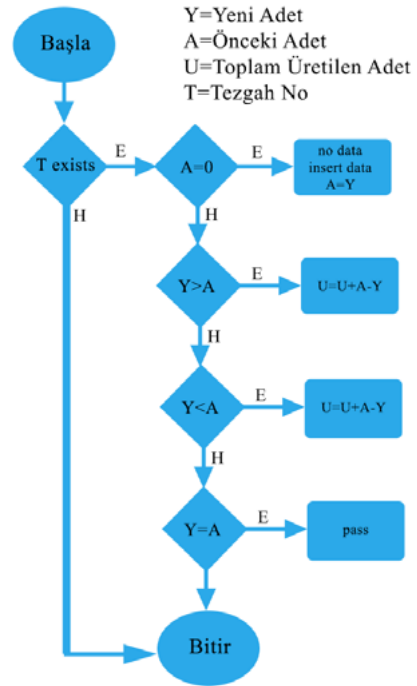 Y=Yeni Adet
A=Önceki Adet
U=Toplam Üretilen Adet
T=Tezgah No
Başla
T exists
E
A=0
E
no data
insert data
A=Y
H
H
Y>A
E
U=U+A-Y
H
Y<A
E
U=U+A-Y
H
Y=A
E
pass
Bitir